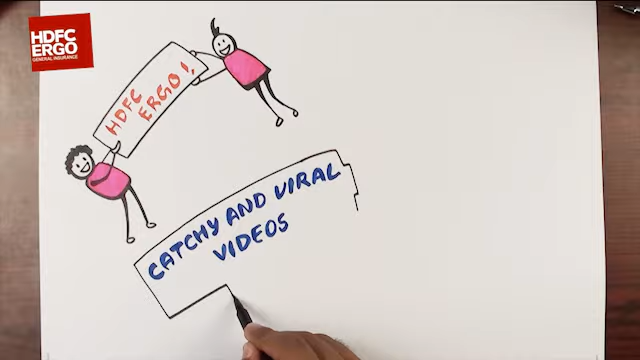 HDFC
ERGO
GENERAL INSURANCE
HDFC
ERGO!
CATCHY AND VIRAL
VIDEOS